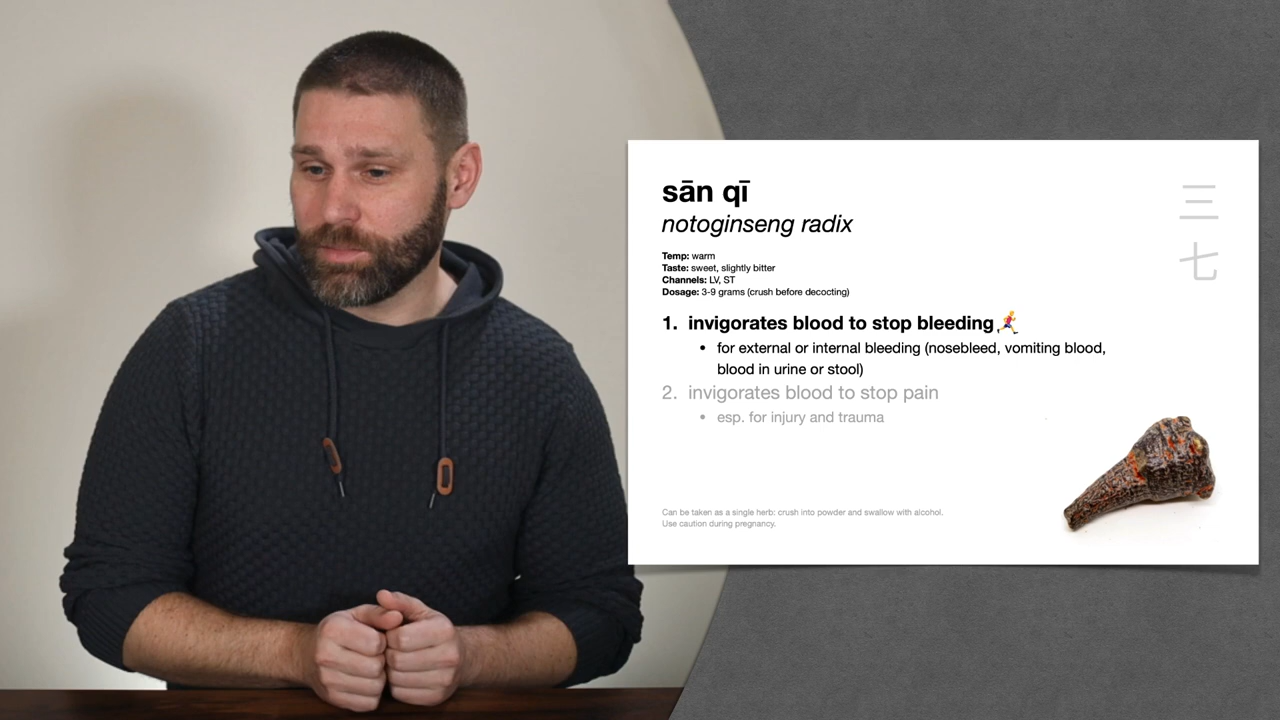 sān qī
notoginseng radix
三
七
Temp: warm
Taste: sweet, slightly bitter
Channels: LV, ST
Dosage: 3-9 grams (crush before decocting)
1. invigorates blood to stop bleeding🏃
• for external or internal bleeding (nosebleed, vomiting blood,
blood in urine or stool)
2. invigorates blood to stop pain
• esp. for injury and trauma
Can be taken as a single herb: crush into powder and swallow with alcohol.
Use caution during pregnancy.